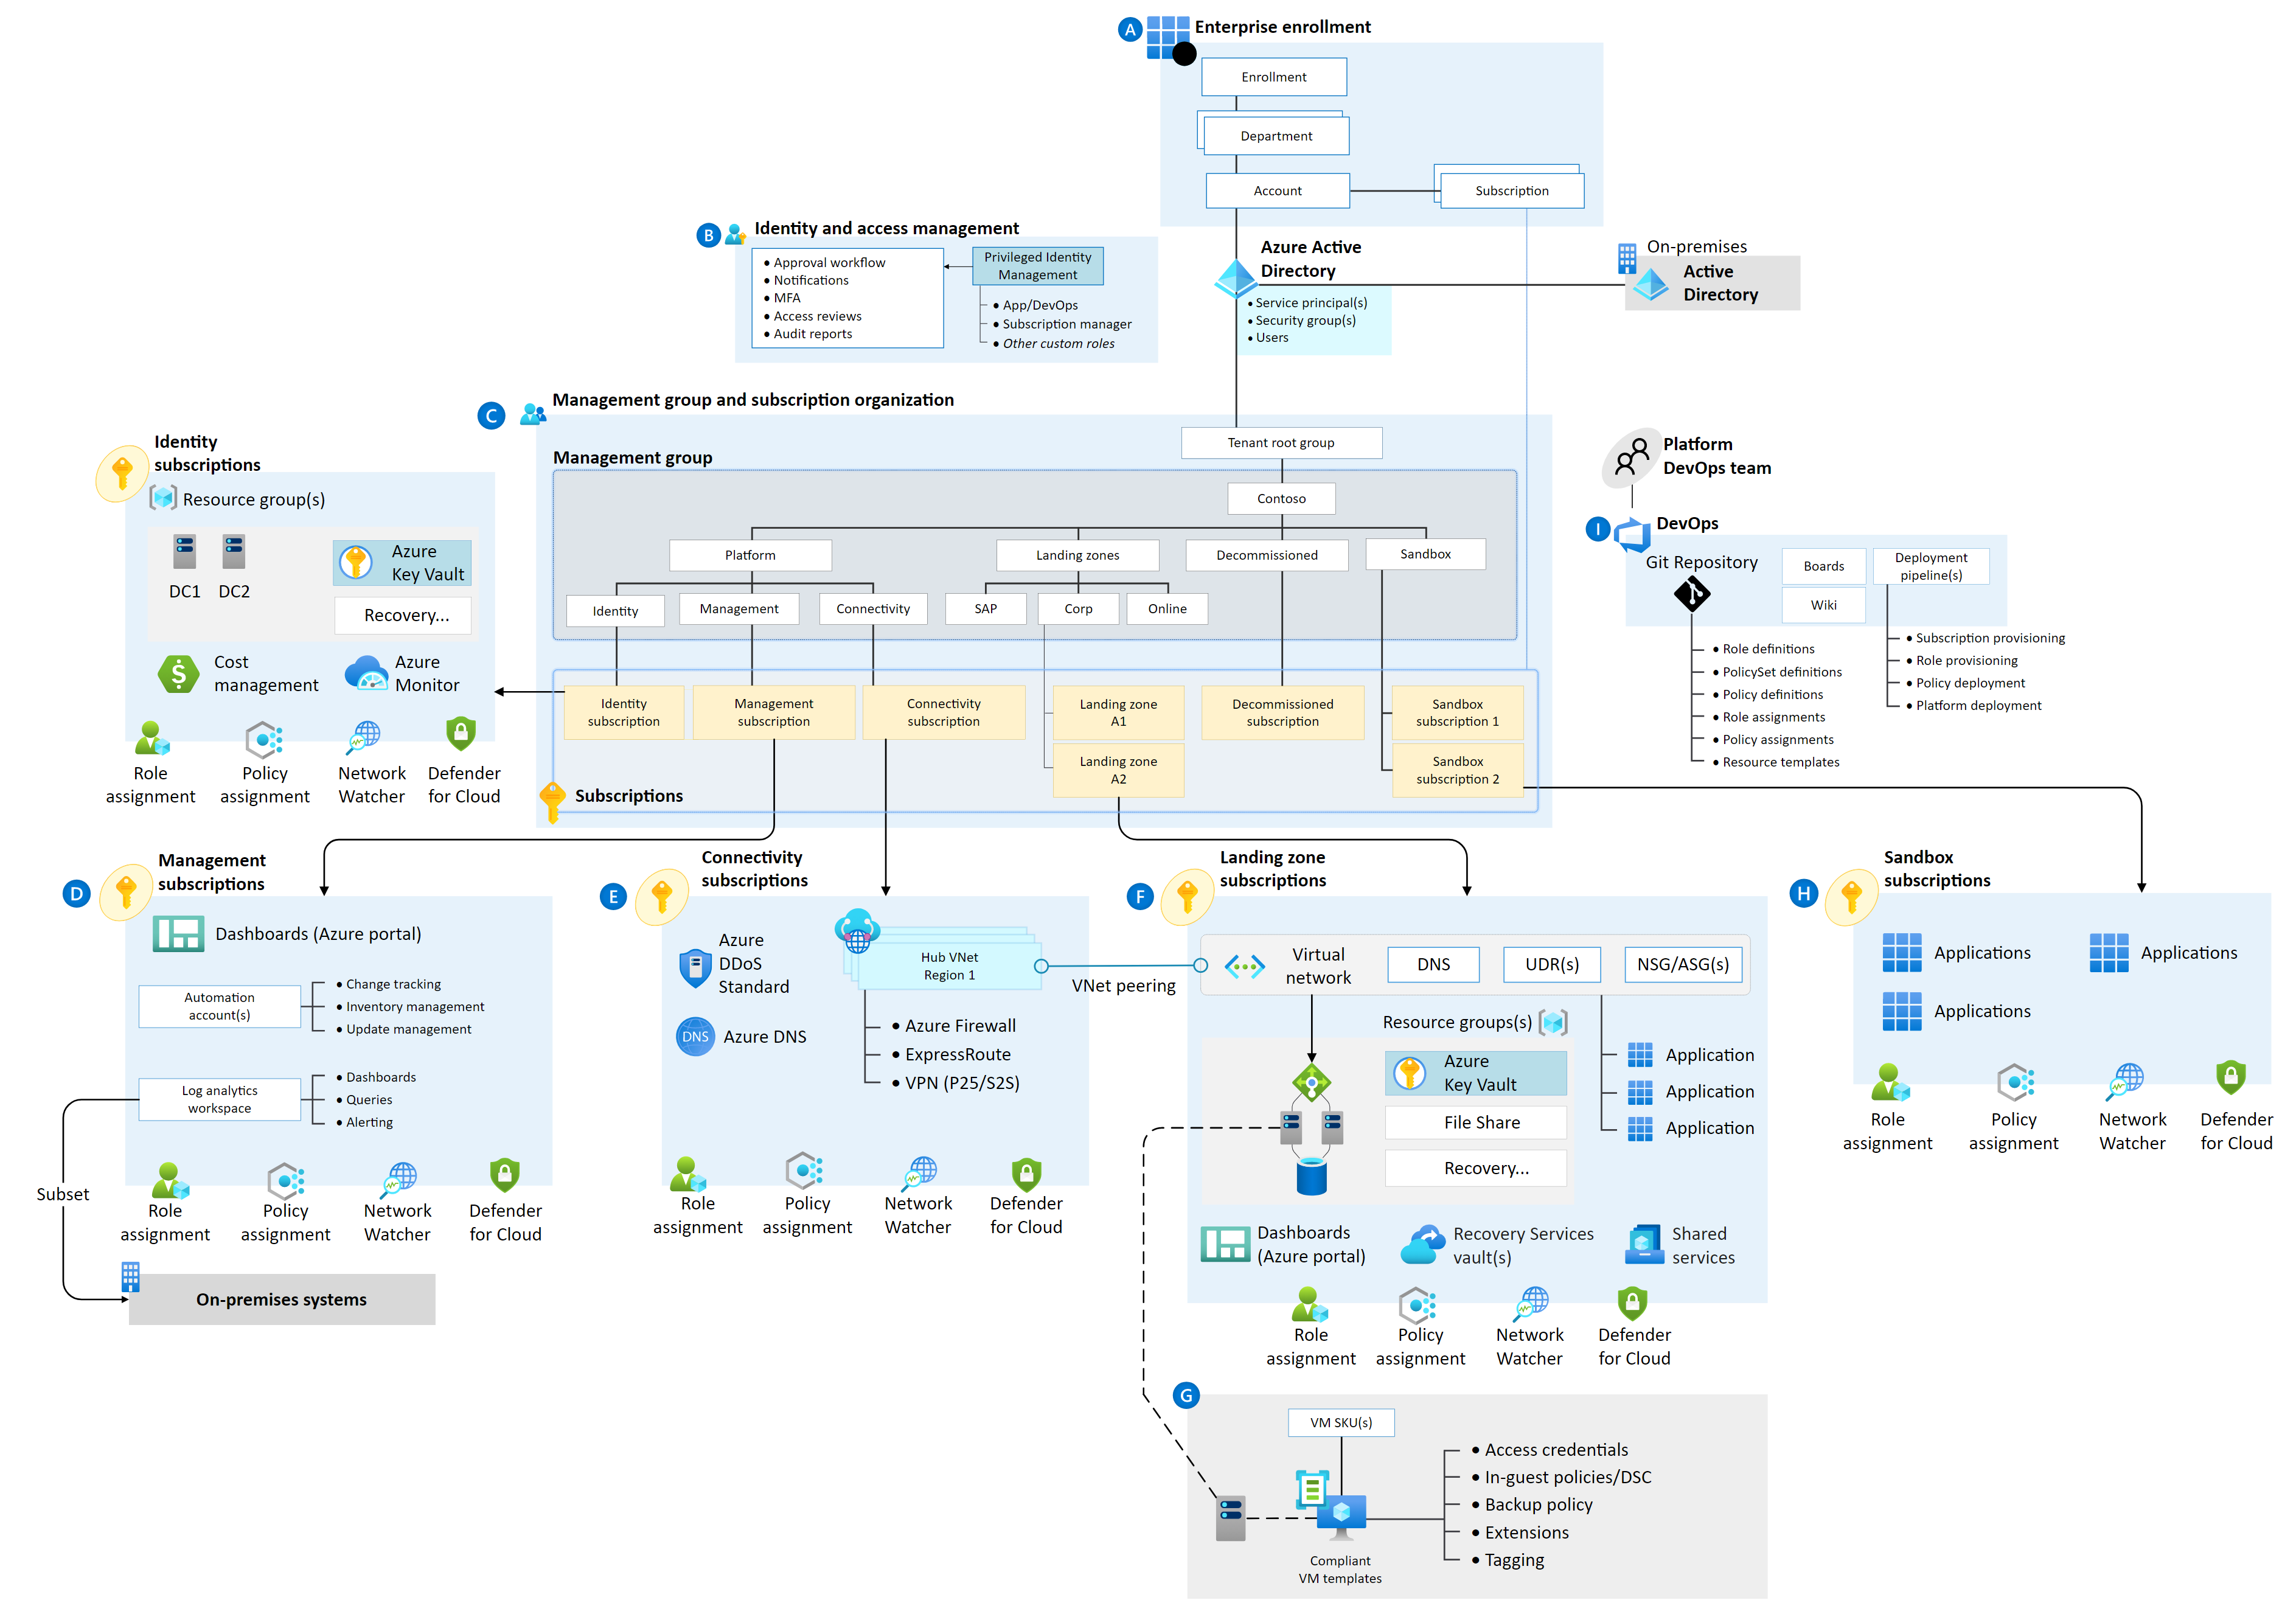 A
Enterprise enrollment
Enrollment
Department
Account
Subscription
B
Identity and access management
• Approval workflow
• Notifications
• MFA
• Access reviews
• Audit reports
Privileged Identity
Management
• App/DevOps
• Subscription manager
• Other custom roles
Azure Active
Directory
• Service principal(s)
• Security group(s)
• Users
On-premises
Active
Directory
C
Management group and subscription organization
Tenant root group
Management group
Contoso
Platform
Landing zones
Decommissioned
Sandbox
Identity
Management
Connectivity
SAP
Corp
Online
Identity
subscription
Management
subscription
Connectivity
subscription
Landing zone
A1
Landing zone
A2
Decommissioned
subscription
Sandbox
subscription 1
Sandbox
subscription 2
Subscriptions
Identity
subscriptions
Resource group(s)
DC1
DC2
Azure
Key Vault
Recovery...
Cost
management
Azure
Monitor
Role
assignment
Policy
assignment
Network
Watcher
Defender
for Cloud
Platform
DevOps team
I
DevOps
Git Repository
Boards
Wiki
Deployment
pipeline(s)
• Role definitions
• PolicySet definitions
• Policy definitions
• Role assignments
• Policy assignments
• Resource templates
• Subscription provisioning
• Role provisioning
• Policy deployment
• Platform deployment
D
Management
subscriptions
Dashboards (Azure portal)
Automation
account(s)
• Change tracking
• Inventory management
• Update management
Log analytics
workspace
• Dashboards
• Queries
• Alerting
Subset
Role
assignment
Policy
assignment
Network
Watcher
Defender
for Cloud
On-premises systems
E
Connectivity
subscriptions
Azure
DDoS
Standard
DNS
Azure DNS
Hub VNet
Region 1
• Azure Firewall
• ExpressRoute
• VPN (P25/S2S)
VNet peering
Role
assignment
Policy
assignment
Network
Watcher
Defender
for Cloud
F
Landing zone
subscriptions
Virtual
network
DNS
UDR(s)
NSG/ASG(s)
Resource groups(s)
Azure
Key Vault
File Share
Recovery...
Application
Application
Application
Dashboards
(Azure portal)
Recovery Services
vault(s)
Shared
services
Role
assignment
Policy
assignment
Network
Watcher
Defender
for Cloud
H
Sandbox
subscriptions
Applications
Applications
Applications
Role
assignment
Policy
assignment
Network
Watcher
Defender
for Cloud
G
VM SKU(s)
Compliant
VM templates
• Access credentials
• In-guest policies/DSC
• Backup policy
• Extensions
• Tagging